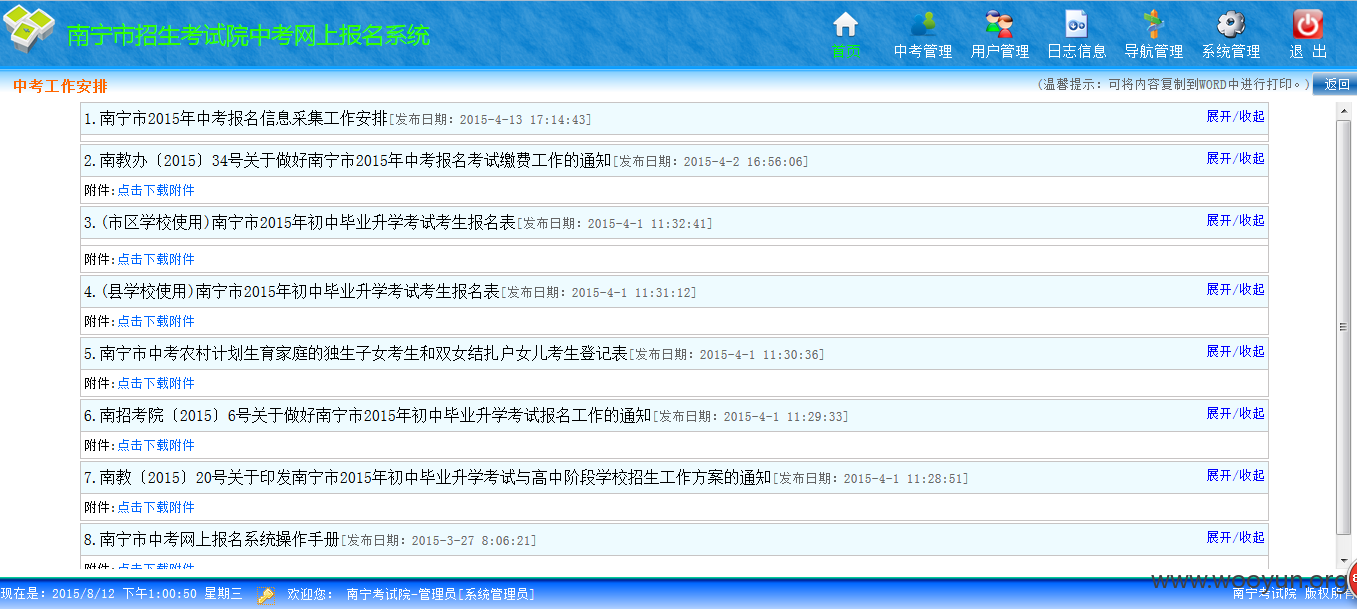 南宁市招生考试院中考网上报名系统
首页 中考管理 用户管理 日志信息 导航管理 系统管理 退 出
中考工作安排 (温馨提示：可将内容复制到WORD中进行打印。) 返回
1.南宁市2015年中考报名信息采集工作安排[发布日期：2015-4-13 17:14:43] 展开/收起
2.南教办〔2015〕34号关于做好南宁市2015年中考报名考试缴费工作的通知[发布日期：2015-4-2 16:56:06] 展开/收起
附件:点击下载附件
3.(市区学校使用)南宁市2015年初中毕业升学考试考生报名表[发布日期：2015-4-1 11:32:41] 展开/收起
附件:点击下载附件
4.(县学校使用)南宁市2015年初中毕业升学考试考生报名表[发布日期：2015-4-1 11:31:12] 展开/收起
附件:点击下载附件
5.南宁市中考农村计划生育家庭的独生子女考生和双女结扎户女儿考生登记表[发布日期：2015-4-1 11:30:36] 展开/收起
附件:点击下载附件
6.南招考院〔2015〕6号关于做好南宁市2015年初中毕业升学考试报名工作的通知[发布日期：2015-4-1 11:29:33] 展开/收起
附件:点击下载附件
7.南教〔2015〕20号关于印发南宁市2015年初中毕业升学考试与高中阶段学校招生工作方案的通知[发布日期：2015-4-1 11:28:51] 展开/收起
附件:点击下载附件
8.南宁市中考网上报名系统操作手册[发布日期：2015-3-27 8:06:21] 展开/收起
附件:点击下载附件
www.wooyun.org
现在是：2015/8/12 下午1:00:50 星期三 欢迎您： 南宁考试院-管理员[系统管理员] 南宁考试院 版权所有